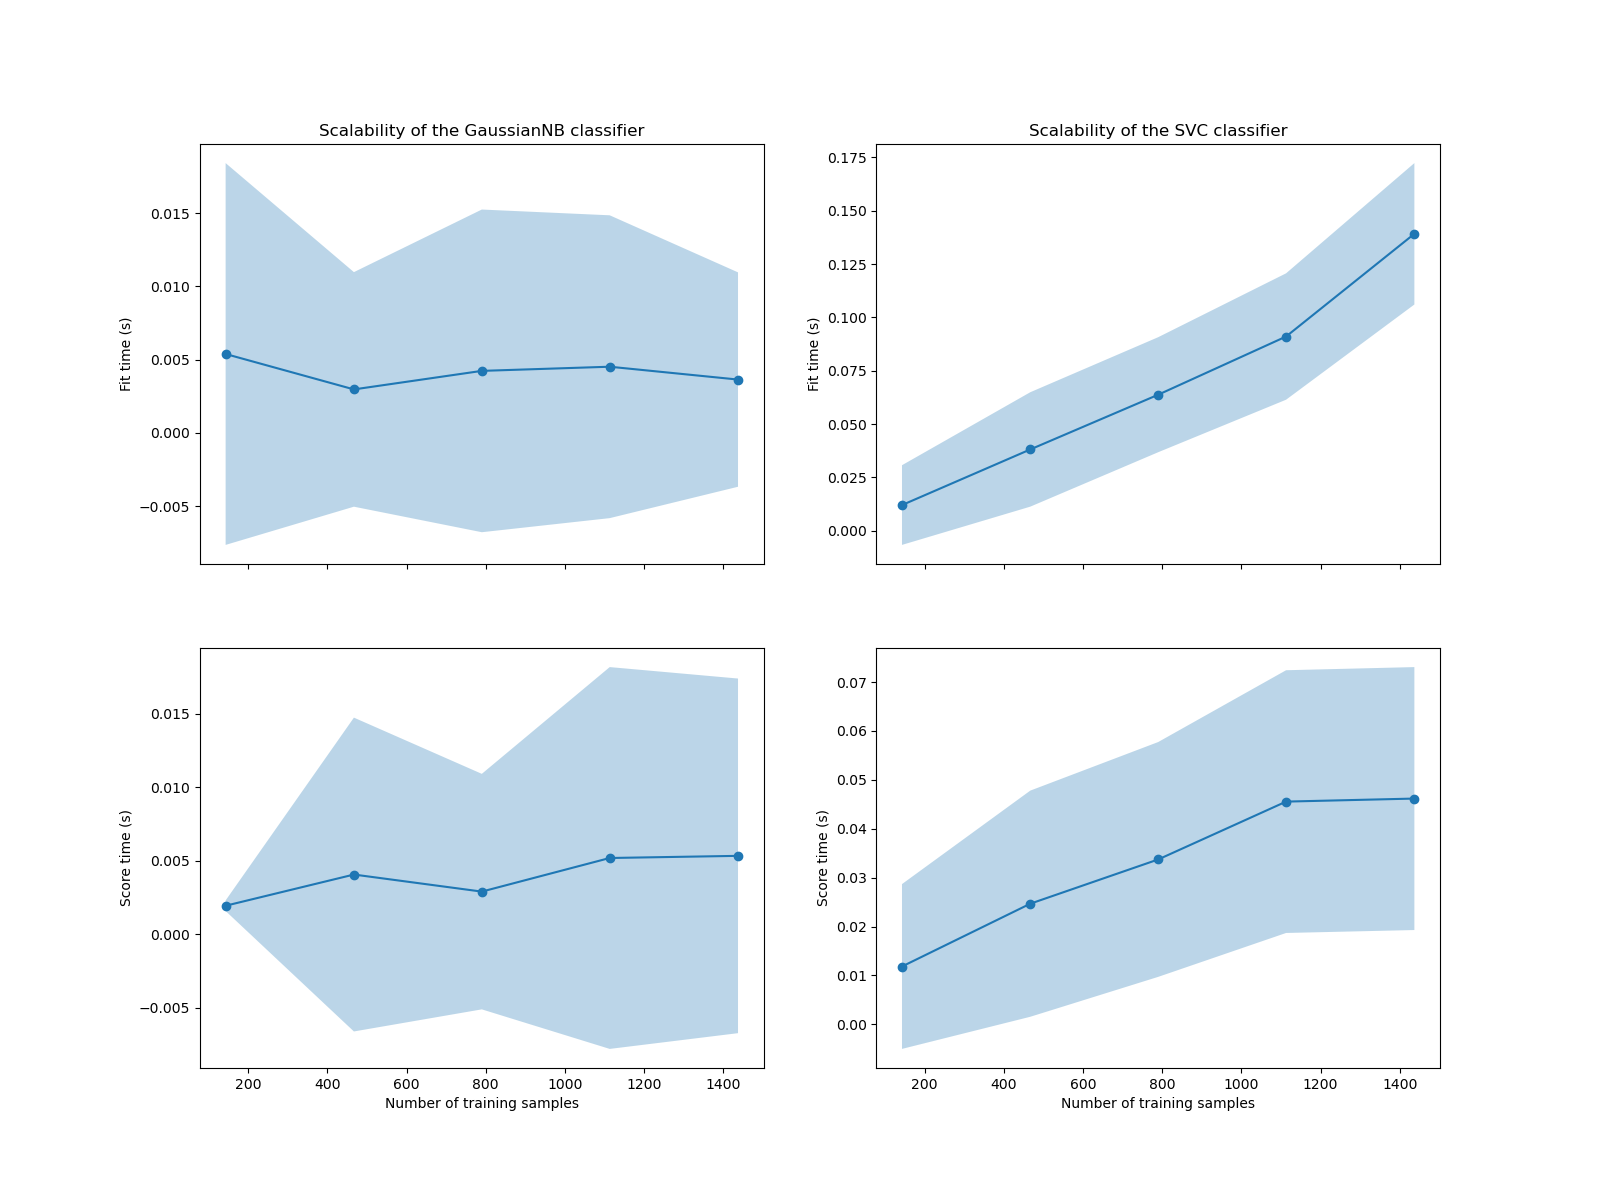 Scalability of the GaussianNB classifier
Fit time (s)
0.015
0.010
0.005
0.000
−0.005
Scalability of the SVC classifier
Fit time (s)
0.175
0.150
0.125
0.100
0.075
0.050
0.025
0.000
Score time (s)
0.015
0.010
0.005
0.000
−0.005
200 400 600 800 1000 1200 1400
Number of training samples
Score time (s)
0.07
0.06
0.05
0.04
0.03
0.02
0.01
0.00
200 400 600 800 1000 1200 1400
Number of training samples